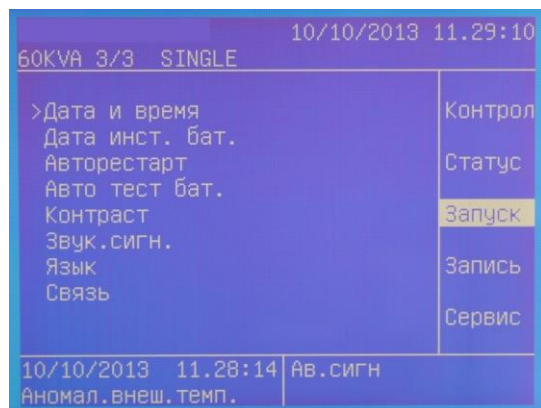 10/10/2013 11.29:10
60KVA 3/3 SINGLE
>Дата и время
Дата инст. бат.
Авторестарт
Авто тест бат.
Контраст
Звук.сигн.
Язык
Связь
Контрол
Статус
Запуск
Запись
Сервис
10/10/2013 11.28:14
Аномал.внеш.темп.
Ав.сигн